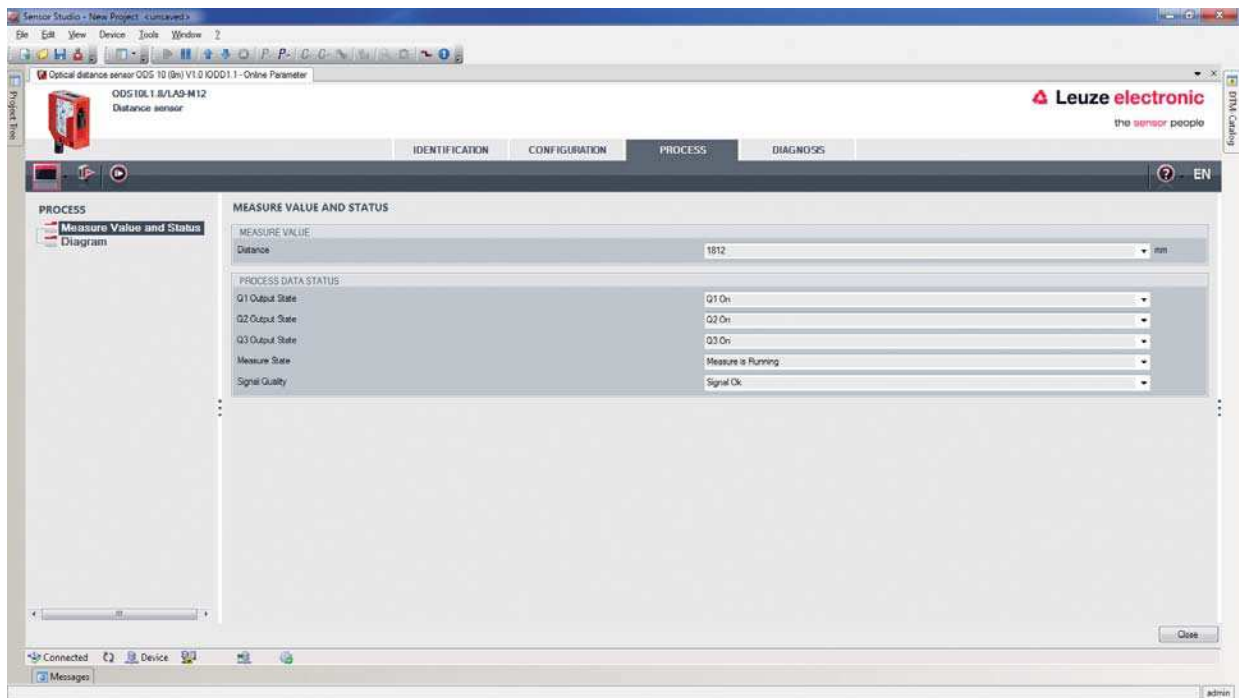 Sensor Studio - New Project <unsaved>
File Edit View Device Tools Window ?
Optical distance sensor ODS 10 (8m) V1.0 IODD1.1 - Online Parameter
Project Tree
DTM-Catalog
ODS10L1.8/LA9-M12
Distance sensor
Leuze electronic
the sensor people
IDENTIFICATION CONFIGURATION PROCESS DIAGNOSIS
EN
PROCESS
Measure Value and Status
Diagram
MEASURE VALUE AND STATUS
MEASURE VALUE
Distance 1812 mm
PROCESS DATA STATUS
Q1 Output State Q1 On
Q2 Output State Q2 On
Q3 Output State Q3 On
Measure State Measure is Running
Signal Quality Signal Ok
Close
Connected Device
Messages
admin